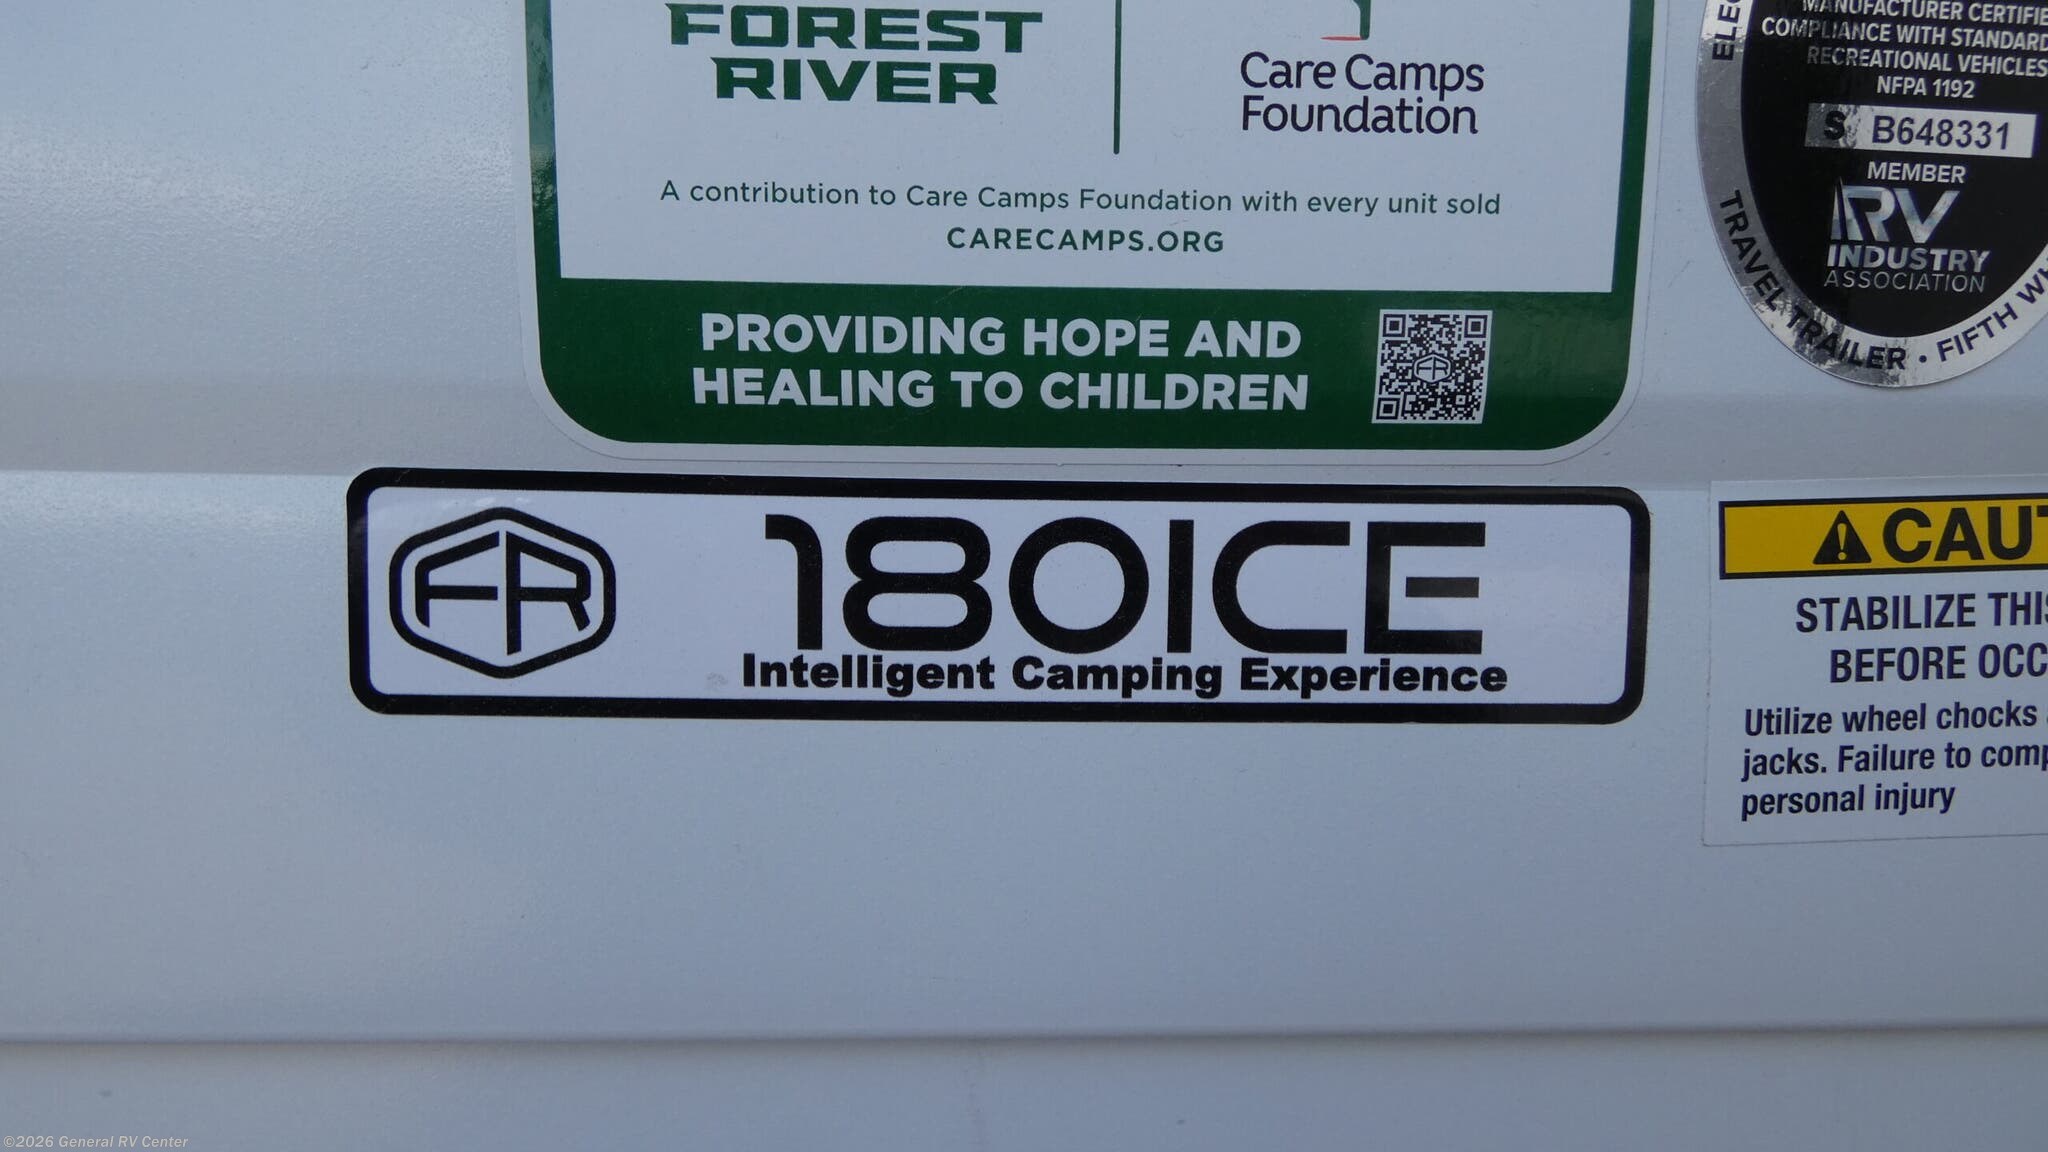 FOREST
RIVER
Care Camps
Foundation
A contribution to Care Camps Foundation with every unit sold
CARECAMPS.ORG
PROVIDING HOPE AND
HEALING TO CHILDREN
FR
MANUFACTURER CERTIFIE
COMPLIANCE WITH STANDARD
RECREATIONAL VEHICLES
NFPA 1192
S B648331
MEMBER
RV
INDUSTRY
ASSOCIATION
ELEC
TRAVEL TRAILER • FIFTH WH
FR
180ICE
Intelligent Camping Experience
CAUT
STABILIZE THIS
BEFORE OCC
Utilize wheel chocks
jacks. Failure to comp
personal injury
©2026 General RV Center